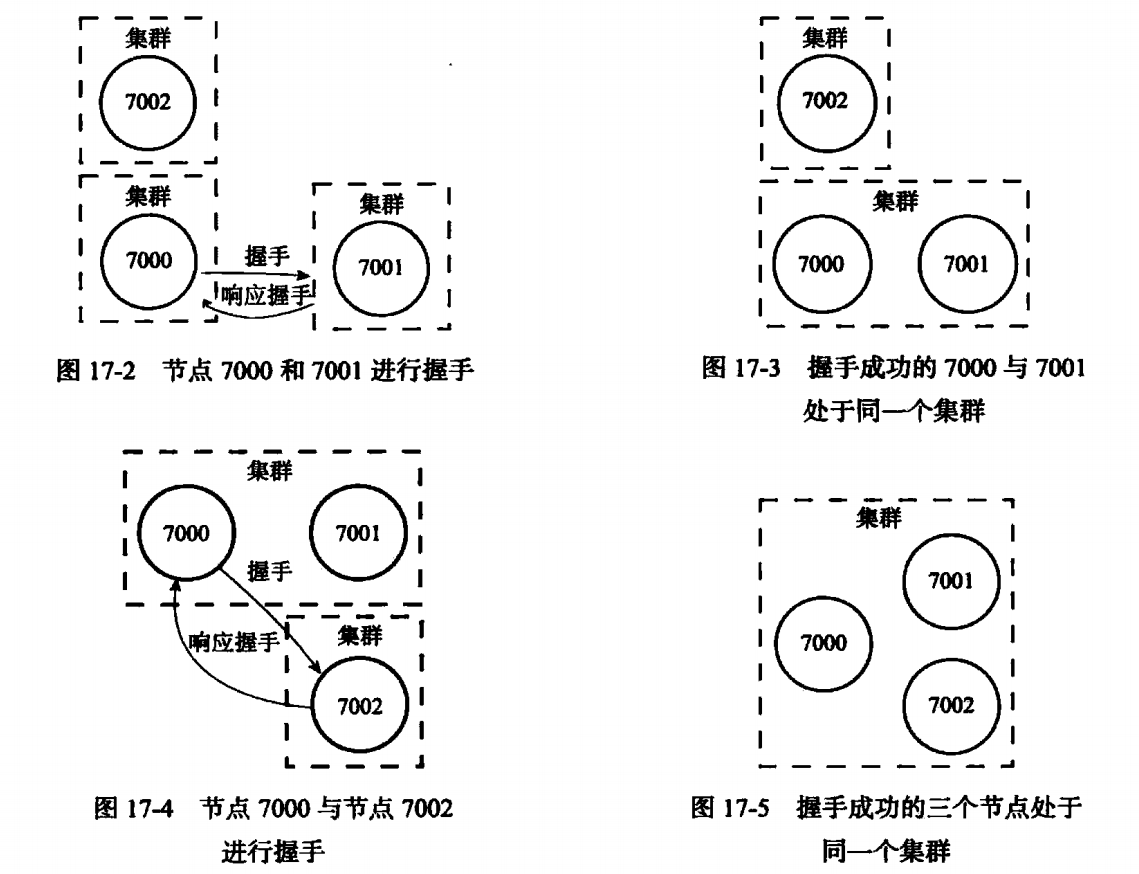 集群
7002
集群
7000
握手
响应握手
集群
7001
图 17-2 节点 7000 和 7001 进行握手
集群
7002
集群
7000
7001
图 17-3 握手成功的 7000 与 7001
处于同一个集群
集群
7000
7001
握手
响应握手
集群
7002
图 17-4 节点 7000 与节点 7002
进行握手
集群
7001
7000
7002
图 17-5 握手成功的三个节点处于
同一个集群